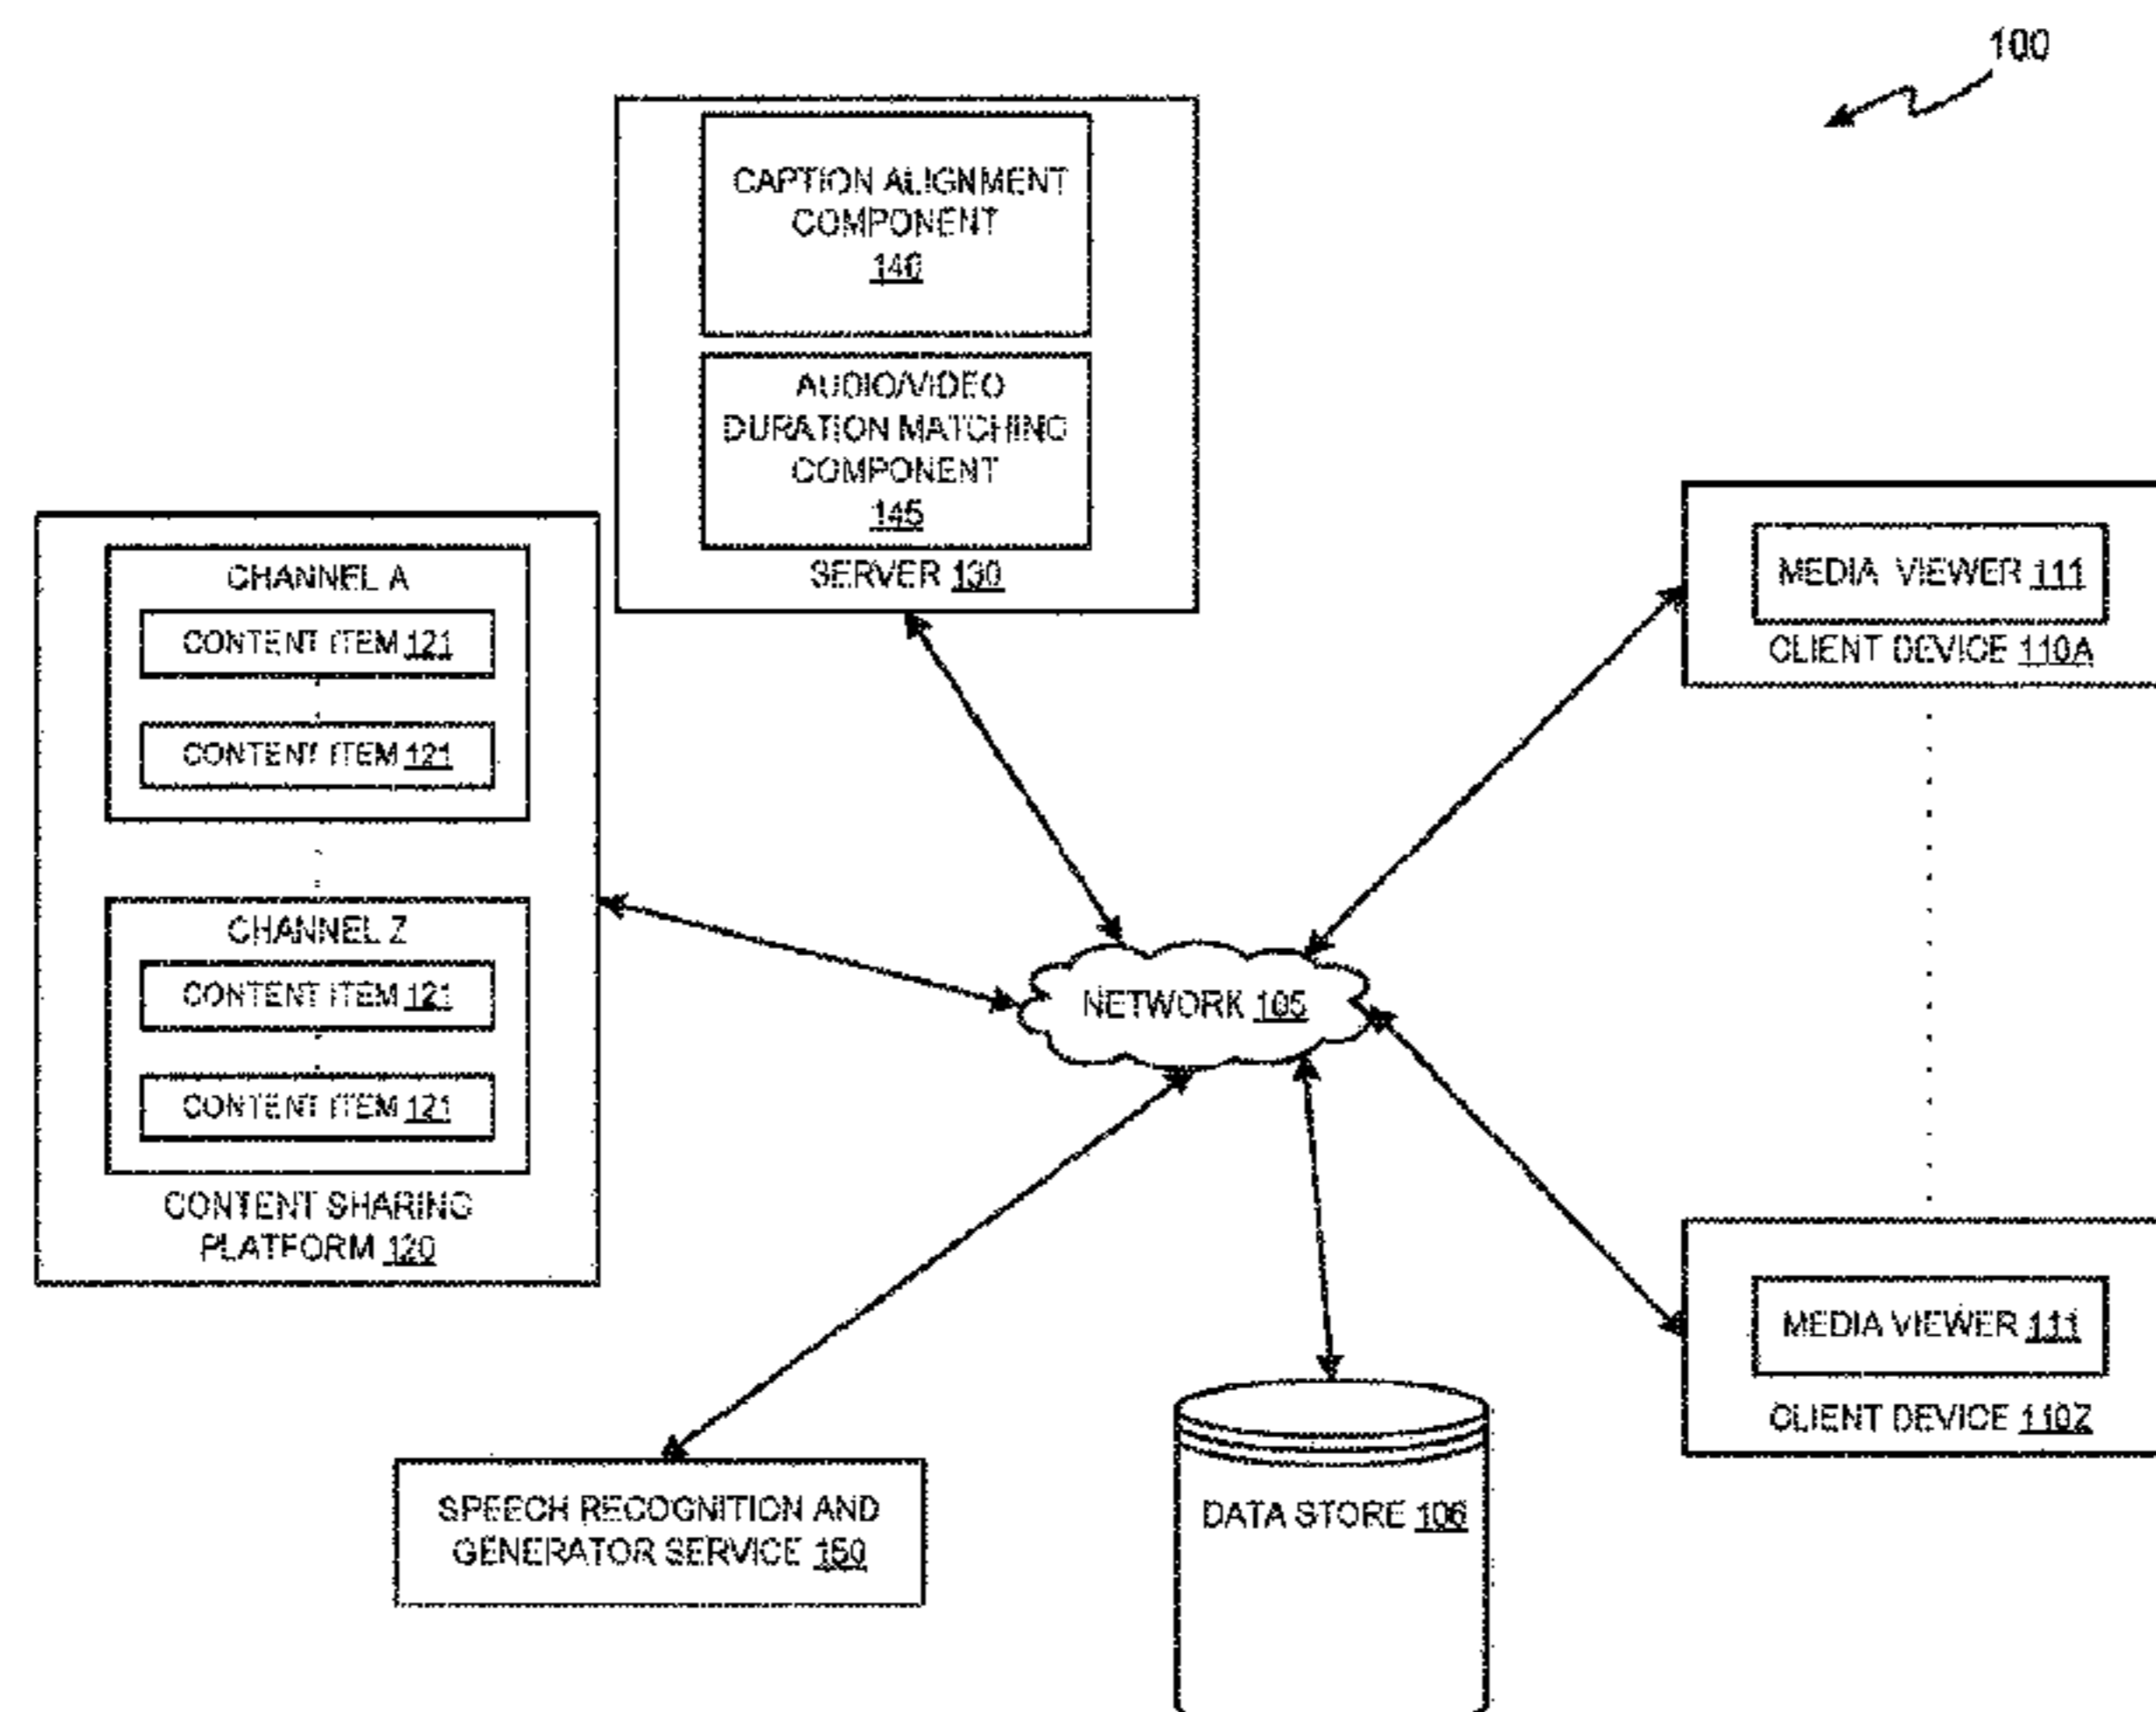 100
CAPTION ALIGNMENT
COMPONENT
140
AUDIO/VIDEO
DURATION MATCHING
COMPONENT
145
SERVER 130
CHANNEL A
CONTENT ITEM 121
CONTENT ITEM 121
CHANNEL Z
CONTENT ITEM 121
CONTENT ITEM 121
CONTENT SHARING
PLATFORM 120
MEDIA VIEWER 111
CLIENT DEVICE 110A
NETWORK 105
MEDIA VIEWER 111
CLIENT DEVICE 110Z
SPEECH RECOGNITION AND
GENERATOR SERVICE 150
DATA STORE 106